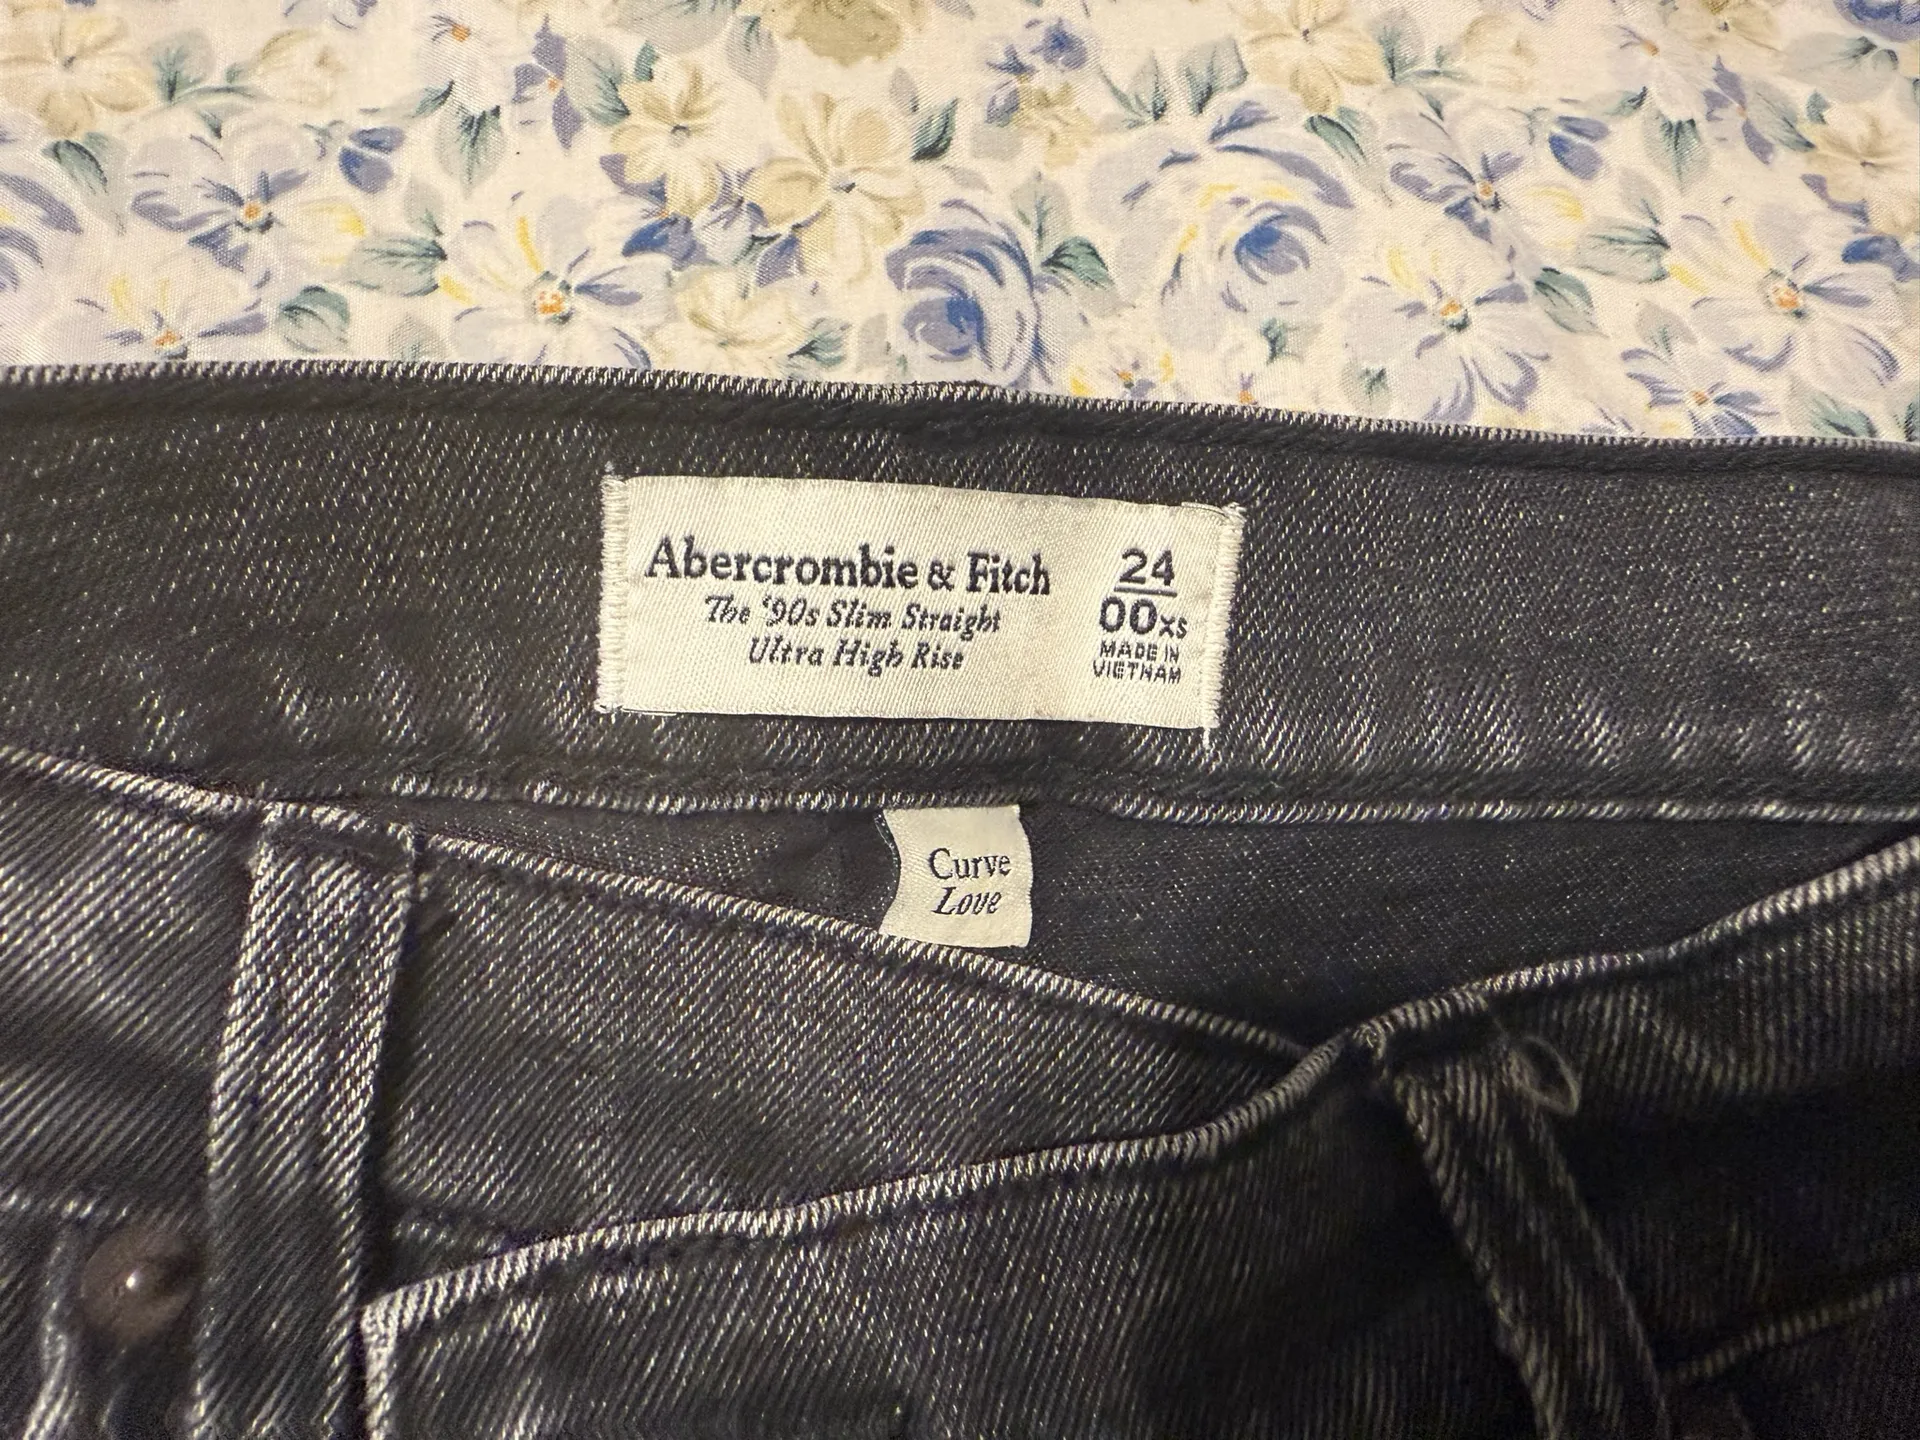 Abercrombie & Fitch
The '90s Slim Straight
Ultra High Rise
24
00XS
MADE IN
VIETNAM
Curve
Love